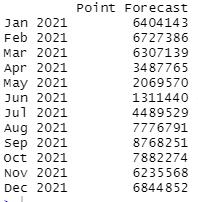 Point Forecast
Jan 2021 6404143
Feb 2021 6727386
Mar 2021 6307139
Apr 2021 3487765
May 2021 2069570
Jun 2021 1311440
Jul 2021 4489529
Aug 2021 7776791
Sep 2021 8768251
Oct 2021 7882274
Nov 2021 6235568
Dec 2021 6844852